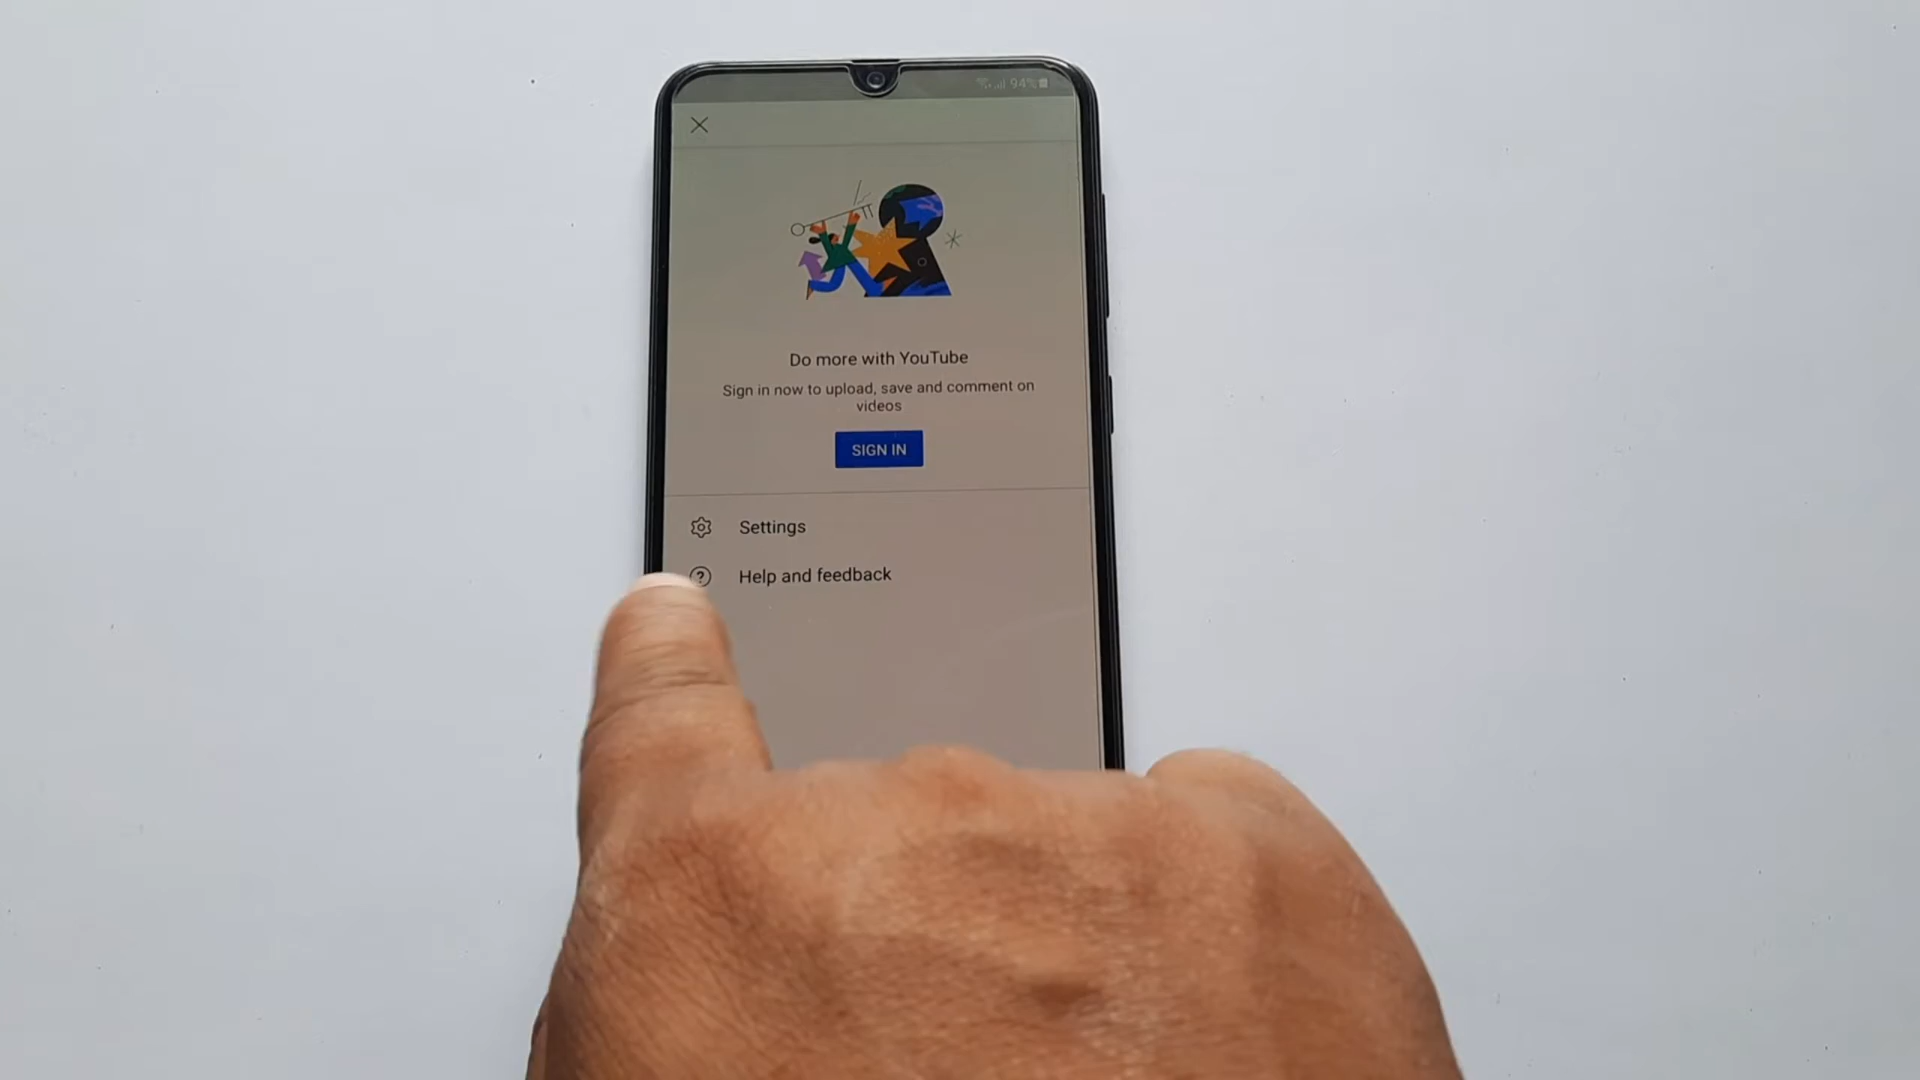 94%
Do more with YouTube
Sign in now to upload, save and comment on
videos
SIGN IN
Settings
Help and feedback